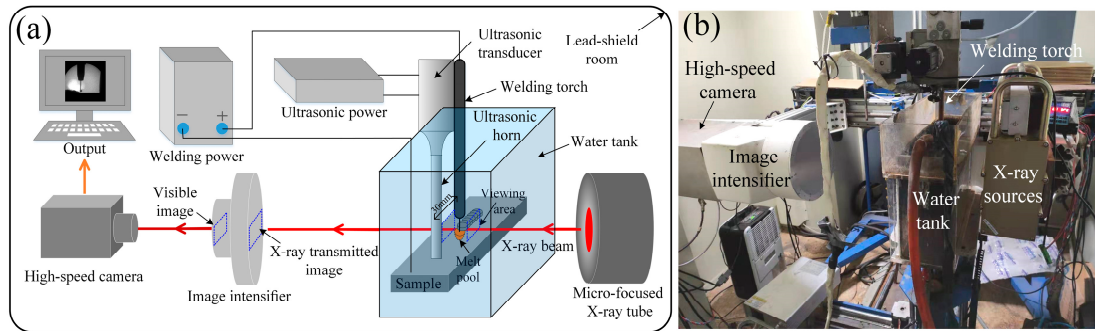 (a)
Ultrasonic
transducer
Lead-shield
room
Welding torch
Ultrasonic power
Ultrasonic
horn
Water tank
− +
Output
Welding power
Visible
image
36mm
Viewing
area
X-ray transmitted
image
X-ray beam
Melt
pool
Sample
High-speed camera
Image intensifier
Micro-focused
X-ray tube
(b)
Welding torch
High-speed
camera
Image
intensifier
X-ray
sources
Water
tank